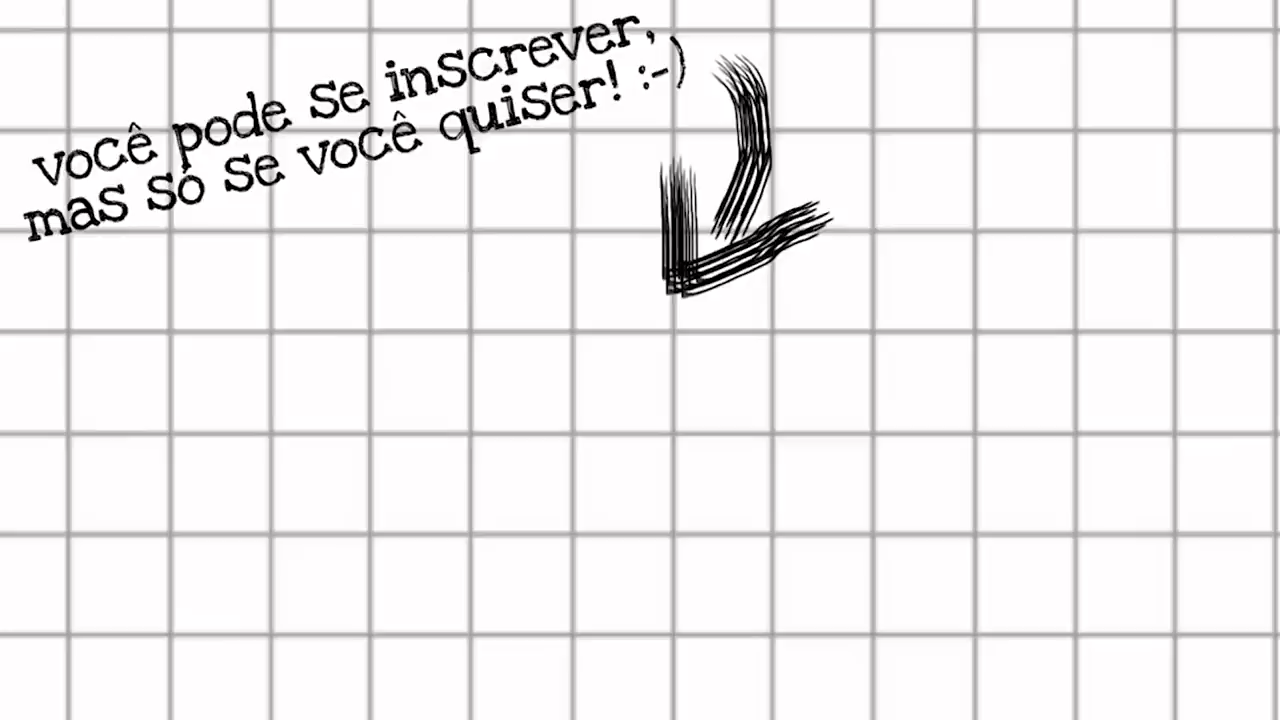 você pode se inscrever,
mas só se você quiser! :-)